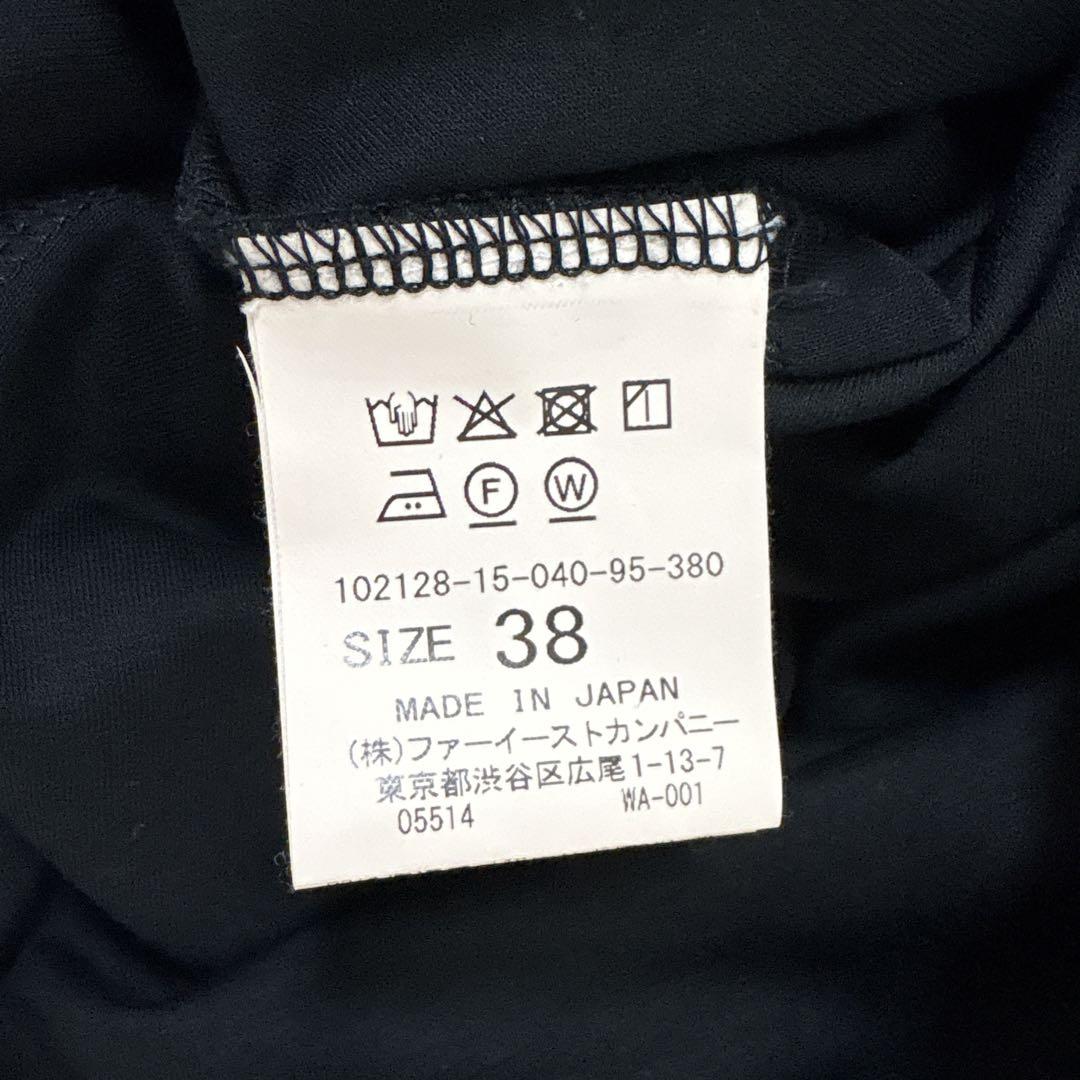 F W
102128-15-040-95-380
SIZE 38
MADE IN JAPAN
(株)ファーイーストカンパニー
東京都渋谷区広尾1-13-7
05514 WA-001